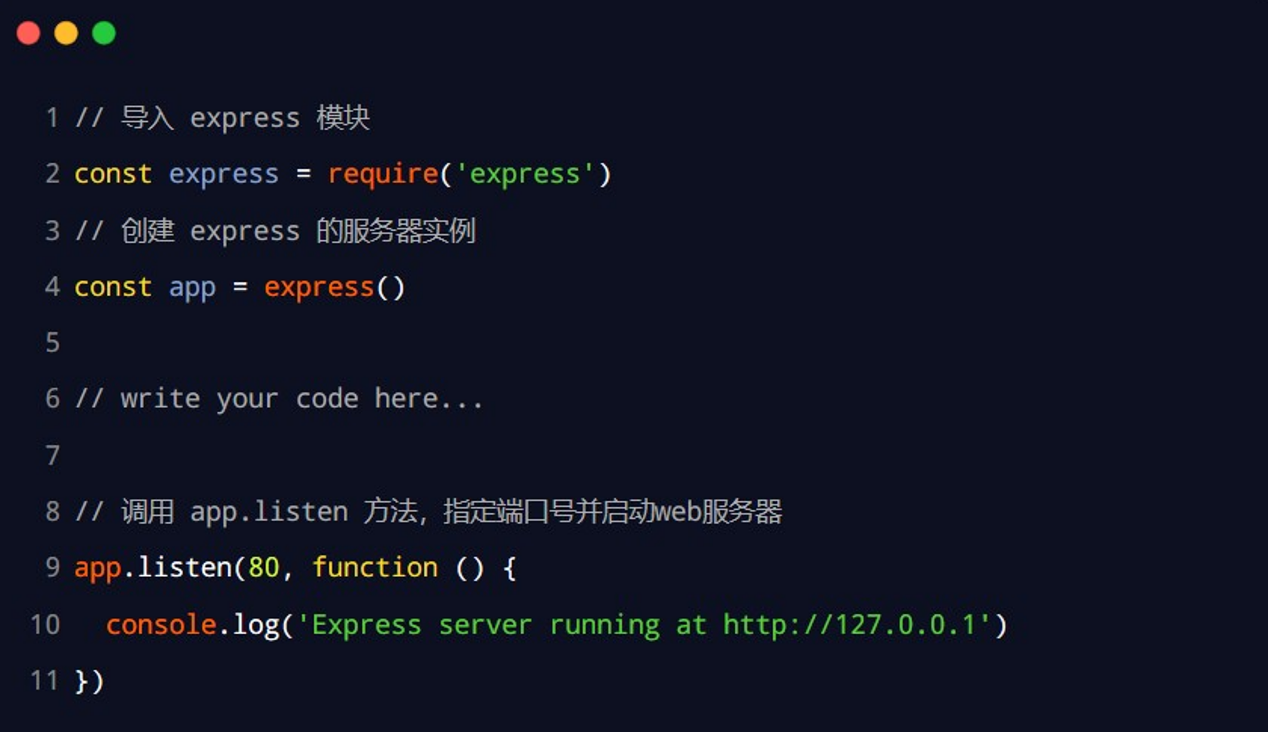 1 // 导入 express 模块
2 const express = require('express')
3 // 创建 express 的服务器实例
4 const app = express()
5
6 // write your code here...
7
8 // 调用 app.listen 方法，指定端口号并启动web服务器
9 app.listen(80, function () {
10   console.log('Express server running at http://127.0.0.1')
11 })